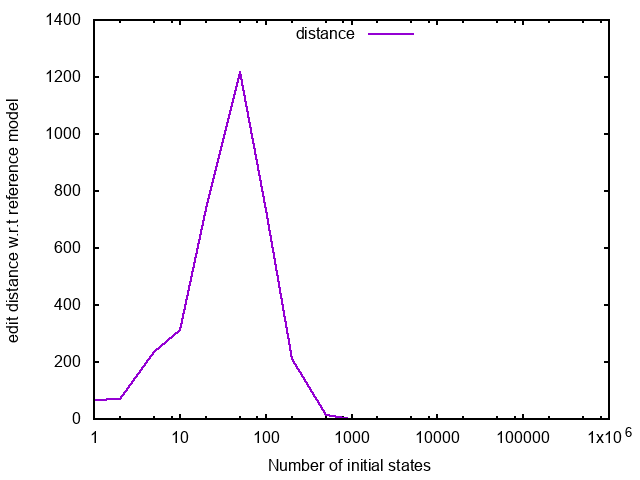 1400
distance
1200
1000
800
600
400
200
0
edit distance w.r.t reference model
1 10 100 1000 10000 100000 1x10^6
Number of initial states